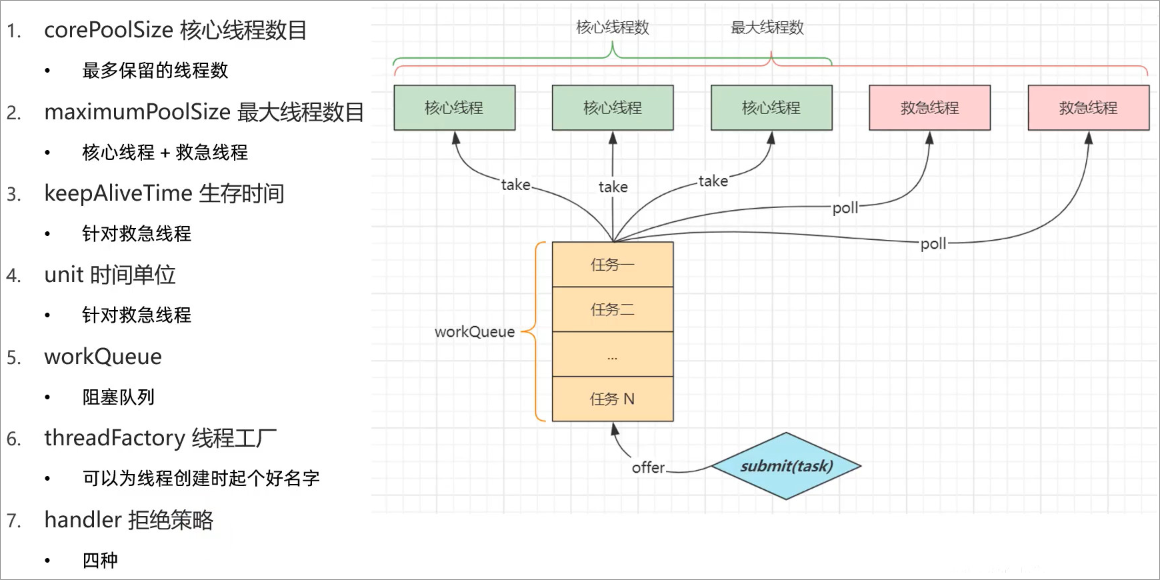 1. corePoolSize 核心线程数目
• 最多保留的线程数
2. maximumPoolSize 最大线程数目
• 核心线程 + 救急线程
3. keepAliveTime 生存时间
• 针对救急线程
4. unit 时间单位
• 针对救急线程
5. workQueue
• 阻塞队列
6. threadFactory 线程工厂
• 可以为线程创建时起个好名字
7. handler 拒绝策略
• 四种
核心线程数
最大线程数
核心线程
核心线程
核心线程
救急线程
救急线程
take
take
take
poll
poll
任务一
任务二
...
任务 N
workQueue
offer
submit(task)